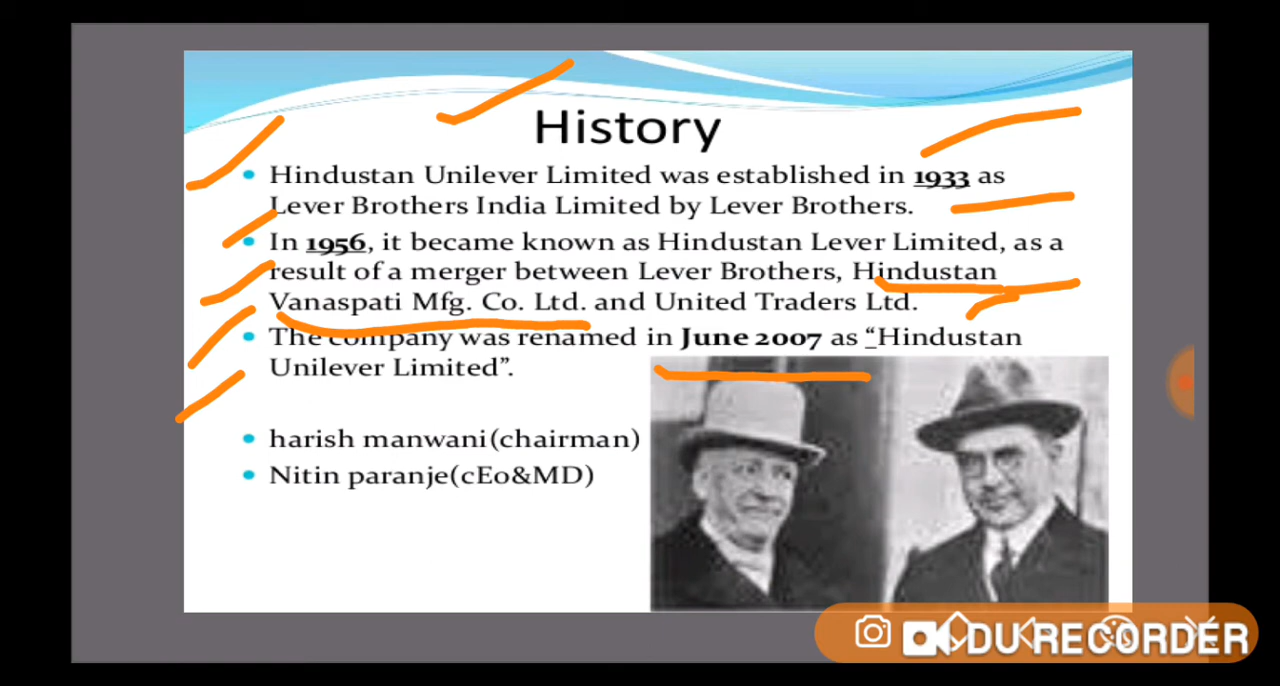 History
Hindustan Unilever Limited was established in 1933 as
Lever Brothers India Limited by Lever Brothers.
In 1956, it became known as Hindustan Lever Limited, as a
result of a merger between Lever Brothers, Hindustan
Vanaspati Mfg. Co. Ltd. and United Traders Ltd.
The company was renamed in June 2007 as “Hindustan
Unilever Limited”.
harish manwani(chairman)
Nitin paranje(cEo&MD)
DU RECORDER